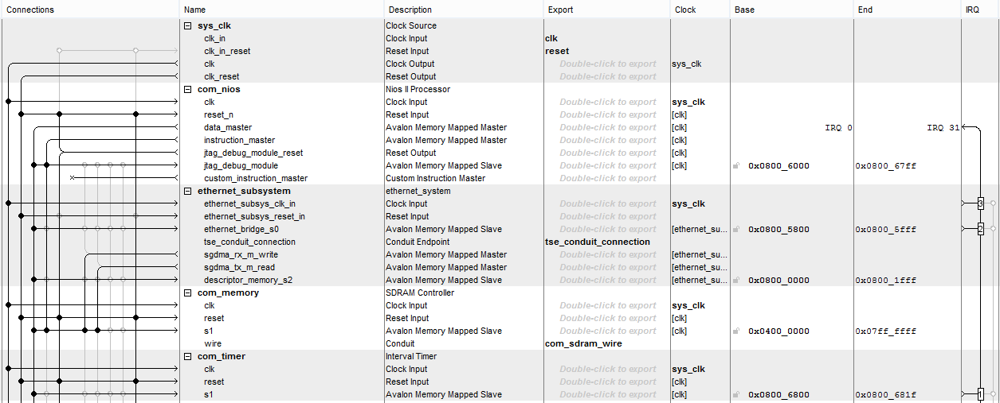 Connections Name Description Export Clock Base End IRQ
sys_clk Clock Source
clk_in Clock Input clk
clk_in_reset Reset Input reset
clk Clock Output Double-click to export sys_clk
clk_reset Reset Output Double-click to export
com_nios Nios II Processor
clk Clock Input Double-click to export sys_clk
reset_n Reset Input Double-click to export [clk]
data_master Avalon Memory Mapped Master Double-click to export [clk] IRQ 0 IRQ 31
instruction_master Avalon Memory Mapped Master Double-click to export [clk]
jtag_debug_module_reset Reset Output Double-click to export [clk]
jtag_debug_module Avalon Memory Mapped Slave Double-click to export [clk] 0x0800_6000 0x0800_67ff
custom_instruction_master Custom Instruction Master Double-click to export
ethernet_subsystem ethernet_system
ethernet_subsys_clk_in Clock Input Double-click to export sys_clk 3
ethernet_subsys_reset_in Reset Input Double-click to export
ethernet_bridge_s0 Avalon Memory Mapped Slave Double-click to export [ethernet_su... 0x0800_5800 0x0800_5fff 2
tse_conduit_connection Conduit Endpoint tse_conduit_connection
sgdma_rx_m_write Avalon Memory Mapped Master Double-click to export [ethernet_su...
sgdma_tx_m_read Avalon Memory Mapped Master Double-click to export [ethernet_su...
descriptor_memory_s2 Avalon Memory Mapped Slave Double-click to export [ethernet_su... 0x0800_0000 0x0800_1fff
com_memory SDRAM Controller
clk Clock Input Double-click to export sys_clk
reset Reset Input Double-click to export [clk]
s1 Avalon Memory Mapped Slave Double-click to export [clk] 0x0400_0000 0x07ff_ffff
wire Conduit com_sdram_wire
com_timer Interval Timer
clk Clock Input Double-click to export sys_clk
reset Reset Input Double-click to export [clk]
s1 Avalon Memory Mapped Slave Double-click to export [clk] 0x0800_6800 0x0800_681f 1